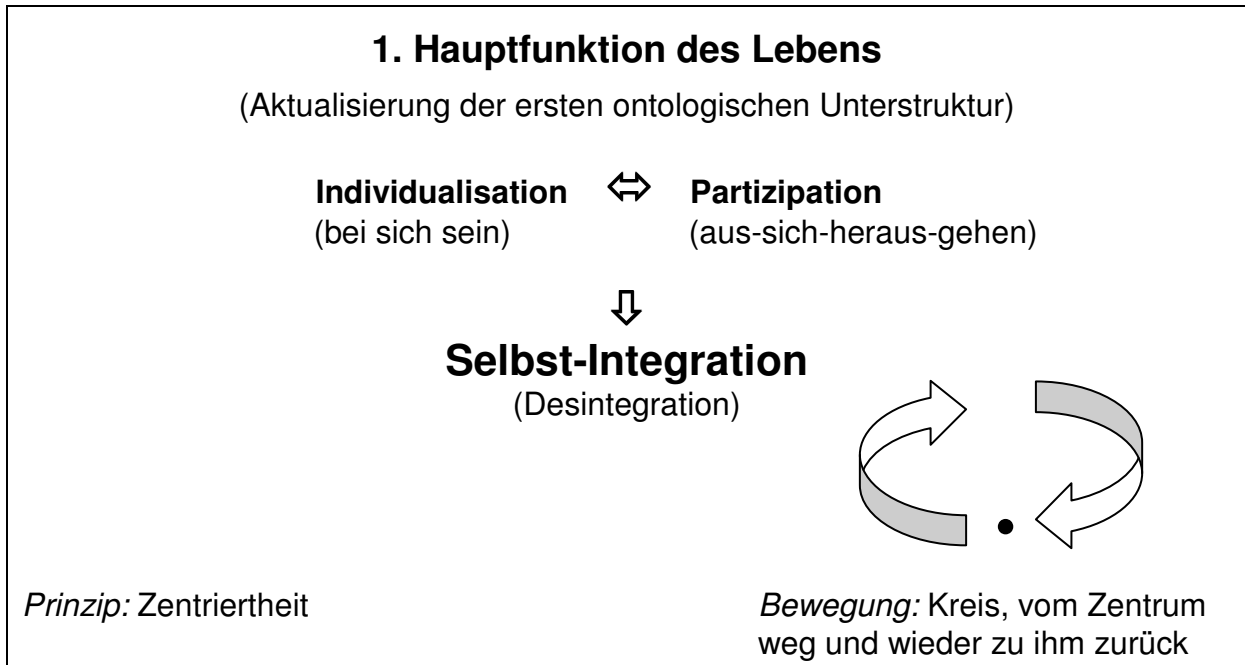 1. Hauptfunktion des Lebens
(Aktualisierung der ersten ontologischen Unterstruktur)
Individualisation ⇔ Partizipation
(bei sich sein) (aus-sich-heraus-gehen)
⇩
Selbst-Integration
(Desintegration)
Prinzip: Zentriertheit
Bewegung: Kreis, vom Zentrum
weg und wieder zu ihm zurück